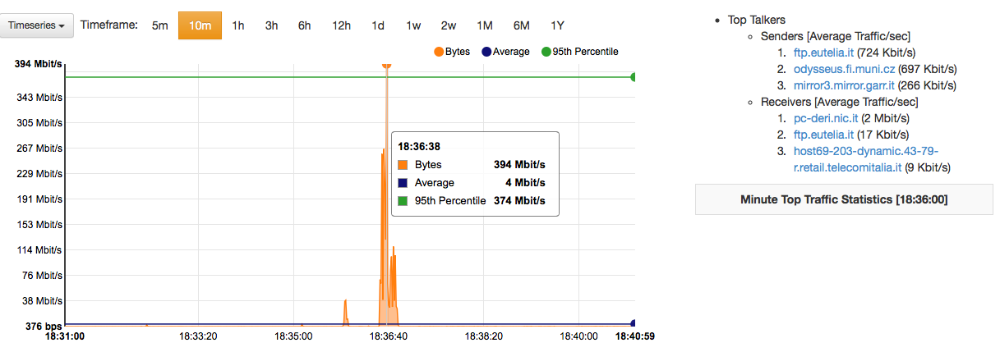 Timeseries
Timeframe:
5m 10m 1h 3h 6h 12h 1d 1w 2w 1M 6M 1Y
Bytes Average 95th Percentile
394 Mbit/s
343 Mbit/s
305 Mbit/s
267 Mbit/s
229 Mbit/s
191 Mbit/s
153 Mbit/s
114 Mbit/s
76 Mbit/s
38 Mbit/s
376 bps
18:31:00 18:33:20 18:35:00 18:36:40 18:38:20 18:40:00 18:40:59
18:36:38
Bytes 394 Mbit/s
Average 4 Mbit/s
95th Percentile 374 Mbit/s
Top Talkers
Senders [Average Traffic/sec]
1. ftp.eutelia.it (724 Kbit/s)
2. odysseus.fi.muni.cz (697 Kbit/s)
3. mirror3.mirror.garr.it (266 Kbit/s)
Receivers [Average Traffic/sec]
1. pc-deri.nic.it (2 Mbit/s)
2. ftp.eutelia.it (17 Kbit/s)
3. host69-203-dynamic.43-79-
r.retail.telecomitalia.it (9 Kbit/s)
Minute Top Traffic Statistics [18:36:00]